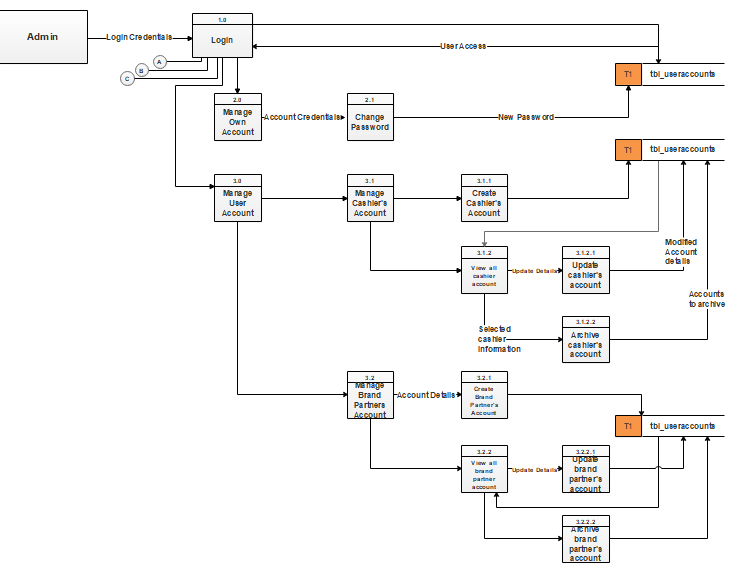 1.0
Admin
Login Credentials
Login
User Access
A
B
C
T1
tbl_useraccounts
2.0
Manage
Own
Account
Account Credentials
2.1
Change
Password
New Password
T1
tbl_useraccounts
3.0
Manage
User
Account
3.1
Manage
Cashier's
Account
3.1.1
Create
Cashier's
Account
3.1.2
View all
cashier
account
Update Details
3.1.2.1
Update
cashier's
account
Modified
Account
details
Accounts
to archive
Selected
cashier
information
3.1.2.2
Archive
cashier's
account
3.2
Manage
Brand
Partners
Account
Account Details
3.2.1
Create
Brand
Partner's
Account
T1
tbl_useraccounts
3.2.2
View all
brand
partner
account
Update Details
3.2.2.1
Update
brand
partner's
account
3.2.2.2
Archive
brand
partner's
account